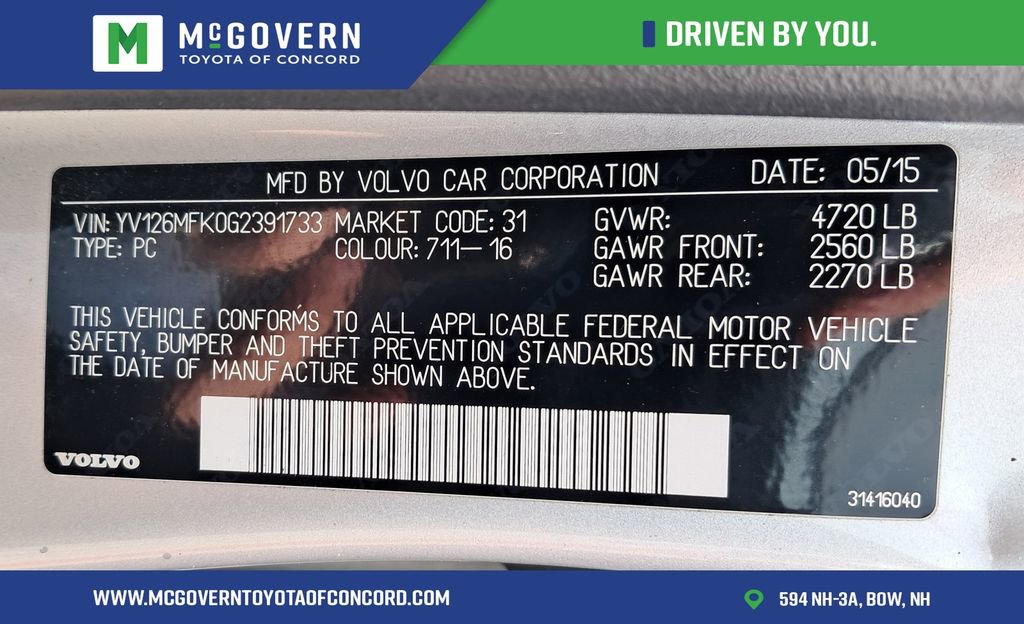 M McGOVERN
TOYOTA OF CONCORD
DRIVEN BY YOU.
MFD BY VOLVO CAR CORPORATION DATE: 05/15
VIN: YV126MFK0G2391733 MARKET CODE: 31 GVWR: 4720 LB
TYPE: PC COLOUR: 711-16 GAWR FRONT: 2560 LB
GAWR REAR: 2270 LB
THIS VEHICLE CONFORMS TO ALL APPLICABLE FEDERAL MOTOR VEHICLE
SAFETY, BUMPER AND THEFT PREVENTION STANDARDS IN EFFECT ON
THE DATE OF MANUFACTURE SHOWN ABOVE.
VOLVO
31416040
WWW.MCGOVERNTOYOTAOFCONCORD.COM
594 NH-3A, BOW, NH